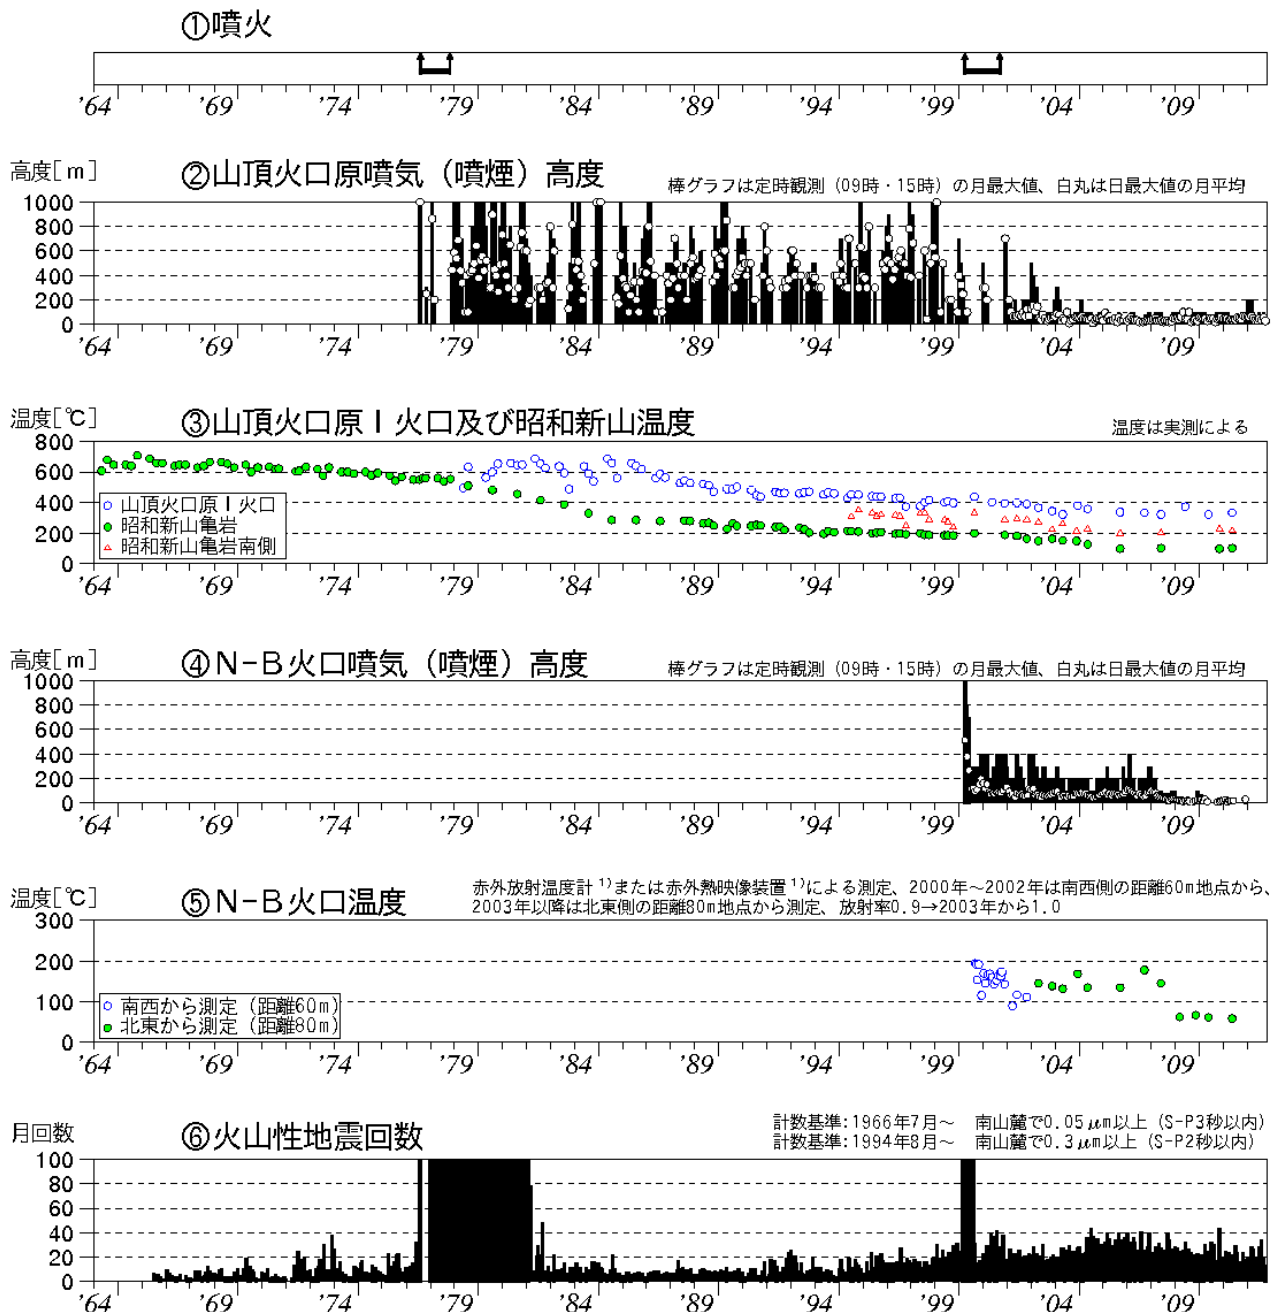 ①噴火
'64 '69 '74 '79 '84 '89 '94 '99 '04 '09
高度[m]
②山頂火口原噴気（噴煙）高度
棒グラフは定時観測（09時・15時）の月最大値、白丸は日最大値の月平均
1000
800
600
400
200
0
'64 '69 '74 '79 '84 '89 '94 '99 '04 '09
温度[℃]
③山頂火口原Ⅰ火口及び昭和新山温度
温度は実測による
800
600
400
200
0
山頂火口原Ⅰ火口
昭和新山亀岩
昭和新山亀岩南側
'64 '69 '74 '79 '84 '89 '94 '99 '04 '09
高度[m]
④N-B火口噴気（噴煙）高度
棒グラフは定時観測（09時・15時）の月最大値、白丸は日最大値の月平均
1000
800
600
400
200
0
'64 '69 '74 '79 '84 '89 '94 '99 '04 '09
温度[℃]
⑤N-B火口温度
赤外放射温度計1)または赤外熱映像装置1)による測定、2000年～2002年は南西側の距離60m地点から、
2003年以降は北東側の距離80m地点から測定、放射率0.9→2003年から1.0
300
200
100
0
南西から測定（距離60m）
北東から測定（距離80m）
'64 '69 '74 '79 '84 '89 '94 '99 '04 '09
月回数
⑥火山性地震回数
計数基準:1966年7月～ 南山麓で0.05μm以上（S-P3秒以内）
計数基準:1994年8月～ 南山麓で0.3μm以上（S-P2秒以内）
100
80
60
40
20
0
'64 '69 '74 '79 '84 '89 '94 '99 '04 '09